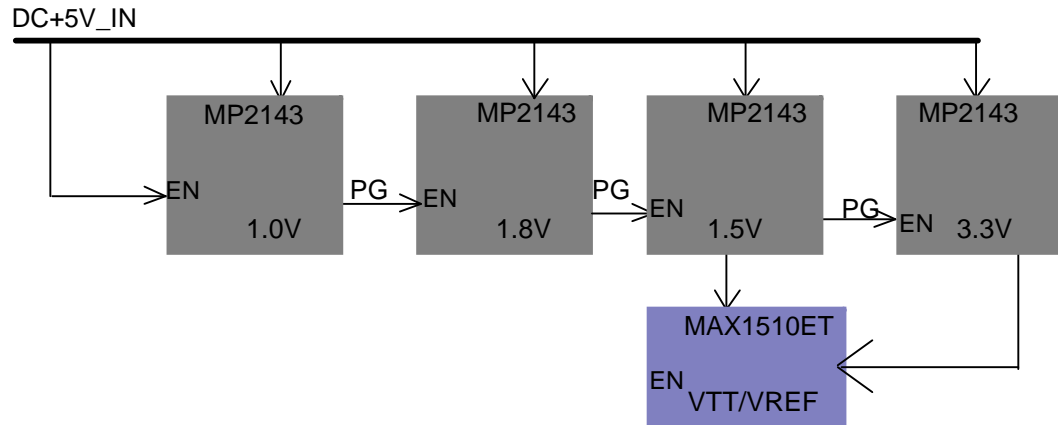 DC+5V_IN
MP2143
MP2143
MP2143
MP2143
EN
PG
EN
PG
EN
PG
EN
1.0V
1.8V
1.5V
3.3V
MAX1510ET
EN
VTT/VREF